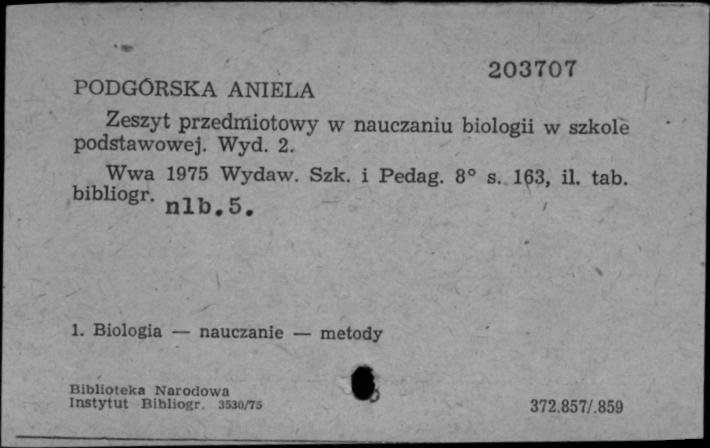 203707
PODGÓRSKA ANIELA
Zeszyt przedmiotowy w nauczaniu biologii w szkole
podstawowej. Wyd. 2.
Wwa 1975 Wydaw. Szk. i Pedag. 8° s. 163, il. tab.
bibliogr. nlb.5.
1. Biologia — nauczanie — metody
Biblioteka Narodowa
Instytut Bibliogr. 3530/75
372.857/.859